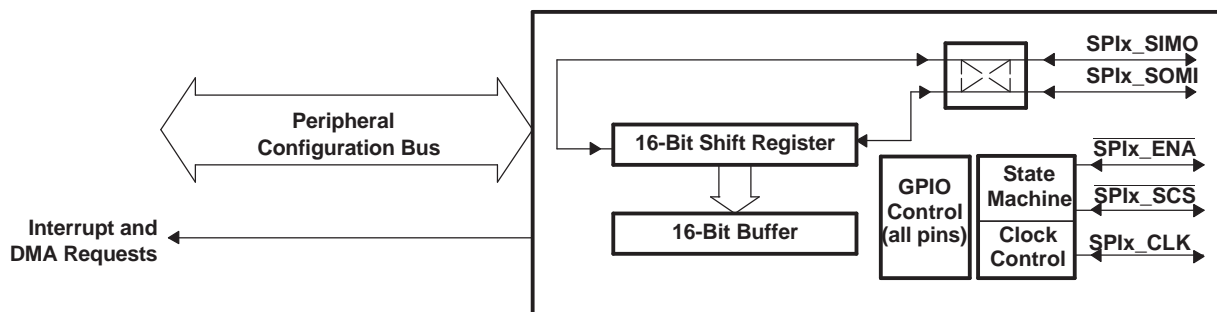 SPIx_SIMO
SPIx_SOMI
Peripheral
Configuration Bus
16-Bit Shift Register
SPIx_ENA
GPIO
Control
(all pins)
State
Machine
SPIx_SCS
Interrupt and
DMA Requests
16-Bit Buffer
Clock
Control
SPIx_CLK